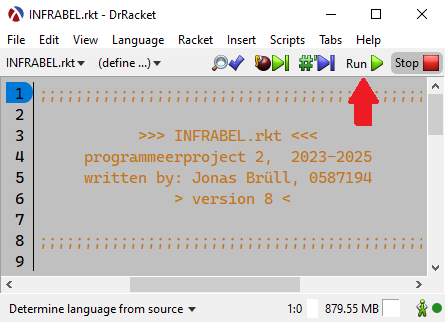 INFRABEL.rkt - DrRacket
File Edit View Language Racket Insert Scripts Tabs Help
INFRABEL.rkt▾ (define ...)▾ Run Stop
1 ;;;;;;;;;;;;;;;;;;;;;;;;;;;;;;;;;;;;;;;;;;;;;;;;
2
3 >>> INFRABEL.rkt <<<
4 programmeerproject 2, 2023-2025
5 written by: Jonas Brüll, 0587194
6 > version 8 <
7
8 ;;;;;;;;;;;;;;;;;;;;;;;;;;;;;;;;;;;;;;;;;;;;;;;;
9
Determine language from source▾ 1:0 879.55 MB